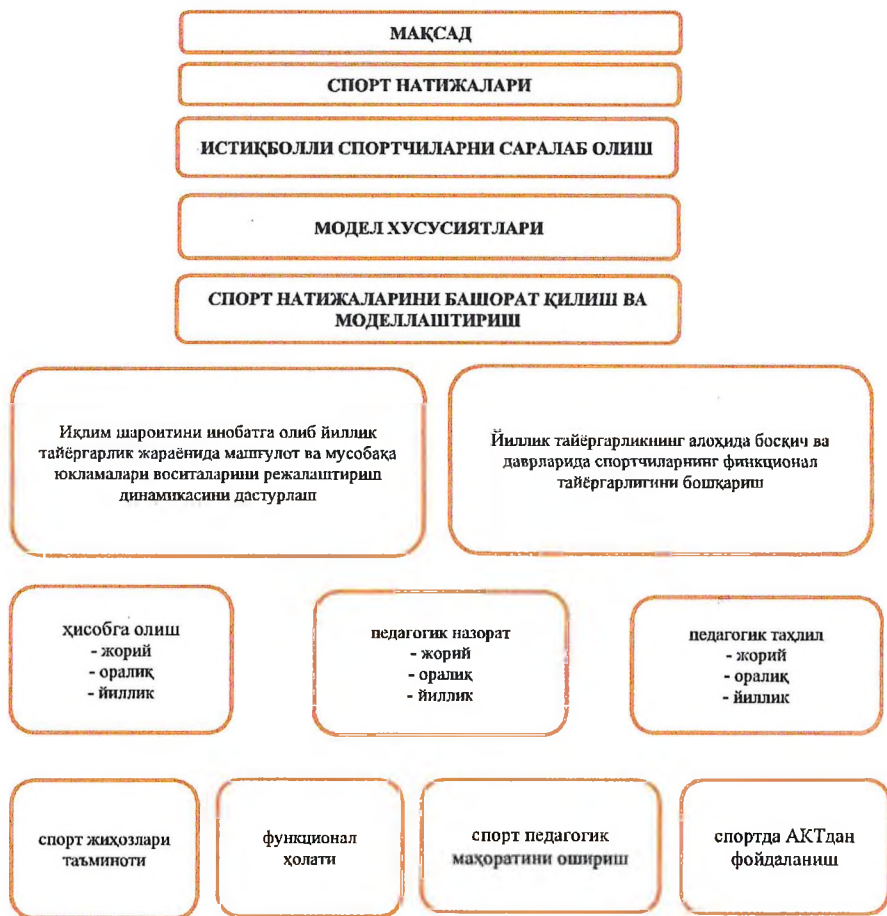 МАҚСАД
СПОРТ НАТИЖАЛАРИ
ИСТИҚБОЛЛИ СПОРТЧИЛАРНИ САРАЛАБ ОЛИШ
МОДЕЛ ХУСУСИЯТЛАРИ
СПОРТ НАТИЖАЛАРИНИ БАШОРАТ ҚИЛИШ ВА
МОДЕЛЛАШТИРИШ
Иқлим шароитини инобатга олиб йиллик
тайёргарлик жараёнида машғулот ва мусобақа
юкламалари воситаларини режалаштириш
динамикасини дастурлаш
Йиллик тайёргарликнинг алоҳида босқич ва
даврларида спортчиларнинг функционал
тайёргарлигини бошқариш
ҳисобга олиш
- жорий
- оралиқ
- йиллик
педагогик назорат
- жорий
- оралиқ
- йиллик
педагогик таҳлил
- жорий
- оралиқ
- йиллик
спорт жиҳозлари
таъминоти
функционал
ҳолати
спорт педагогик
маҳоратини ошириш
спортда АКТдан
фойдаланиш